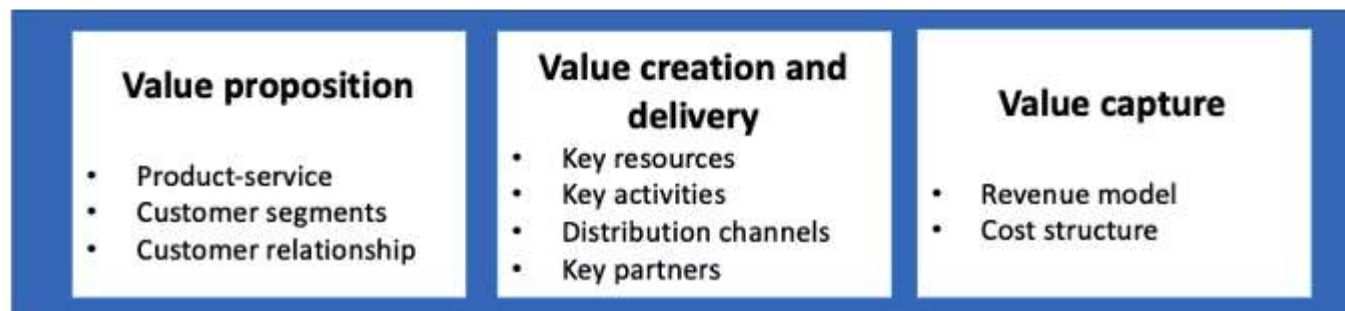 Value proposition
• Product-service
• Customer segments
• Customer relationship
Value creation and
delivery
• Key resources
• Key activities
• Distribution channels
• Key partners
Value capture
• Revenue model
• Cost structure